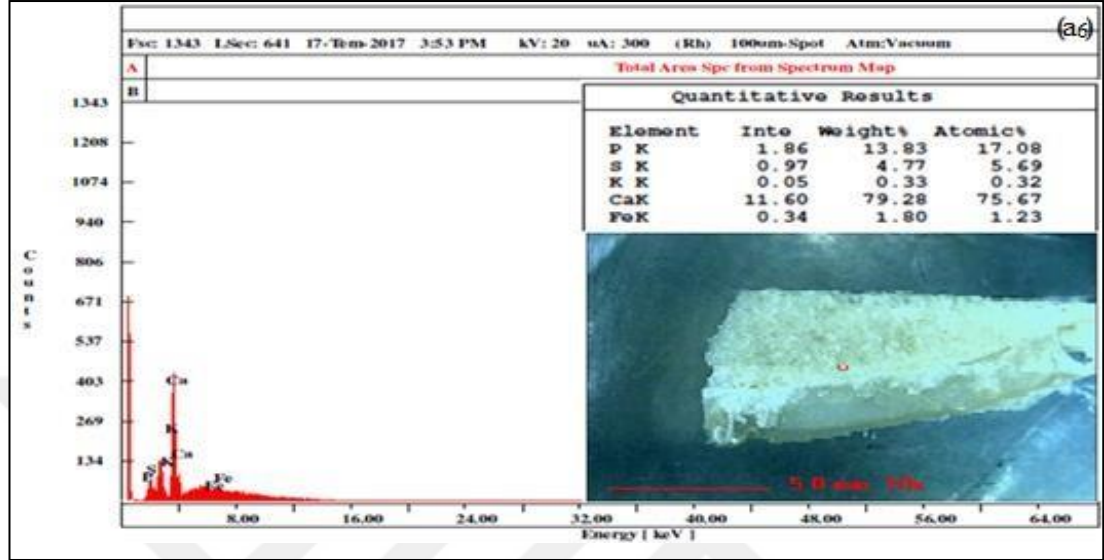 (a6)
Fsc: 1343 LSec: 641 17-Tem-2017 3:53 PM kV: 20 uA: 300 (Rh) 100um-Spot Atm:Vacuum
A Total Area Spc from Spectrum Map
B
Quantitative Results
Element Inte Weight% Atomic%
P K 1.86 13.83 17.08
S K 0.97 4.77 5.69
K K 0.05 0.33 0.32
CaK 11.60 79.28 75.67
FeK 0.34 1.80 1.23
1343
1208
1074
940
806
671
537
403
269
134
Counts
Ca
K
Ca
K
S
P
Fe
Fe
5.0 mm
8.00 16.00 24.00 32.00 40.00 48.00 56.00 64.00
Energy [ keV ]